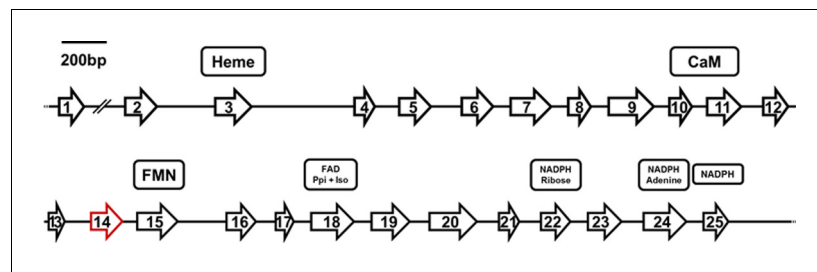 200bp
Heme
CaM
1 2 3 4 5 6 7 8 9 10 11 12
FMN
FAD
Ppi + Iso
NADPH
Ribose
NADPH
Adenine
NADPH
13 14 15 16 17 18 19 20 21 22 23 24 25